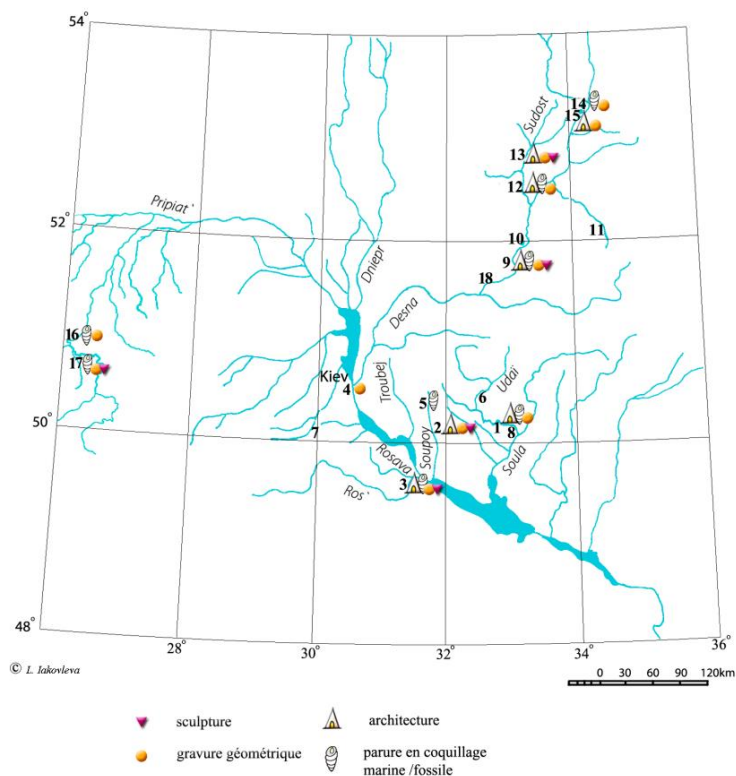 54°
14
15
Sudost
13
12
Pripiat'
52°
10
11
Dniepr
9
18
Desna
16
17
Kiev
Troubej
4
Udaï
5
6
50°
2
1
8
7
Rosava
Soupoy
Soula
3
Ros'
48°
28°
30°
32°
34°
36°
© L. Iakovleva
0 30 60 90 120km
sculpture
architecture
gravure géométrique
parure en coquillage
marine /fossile